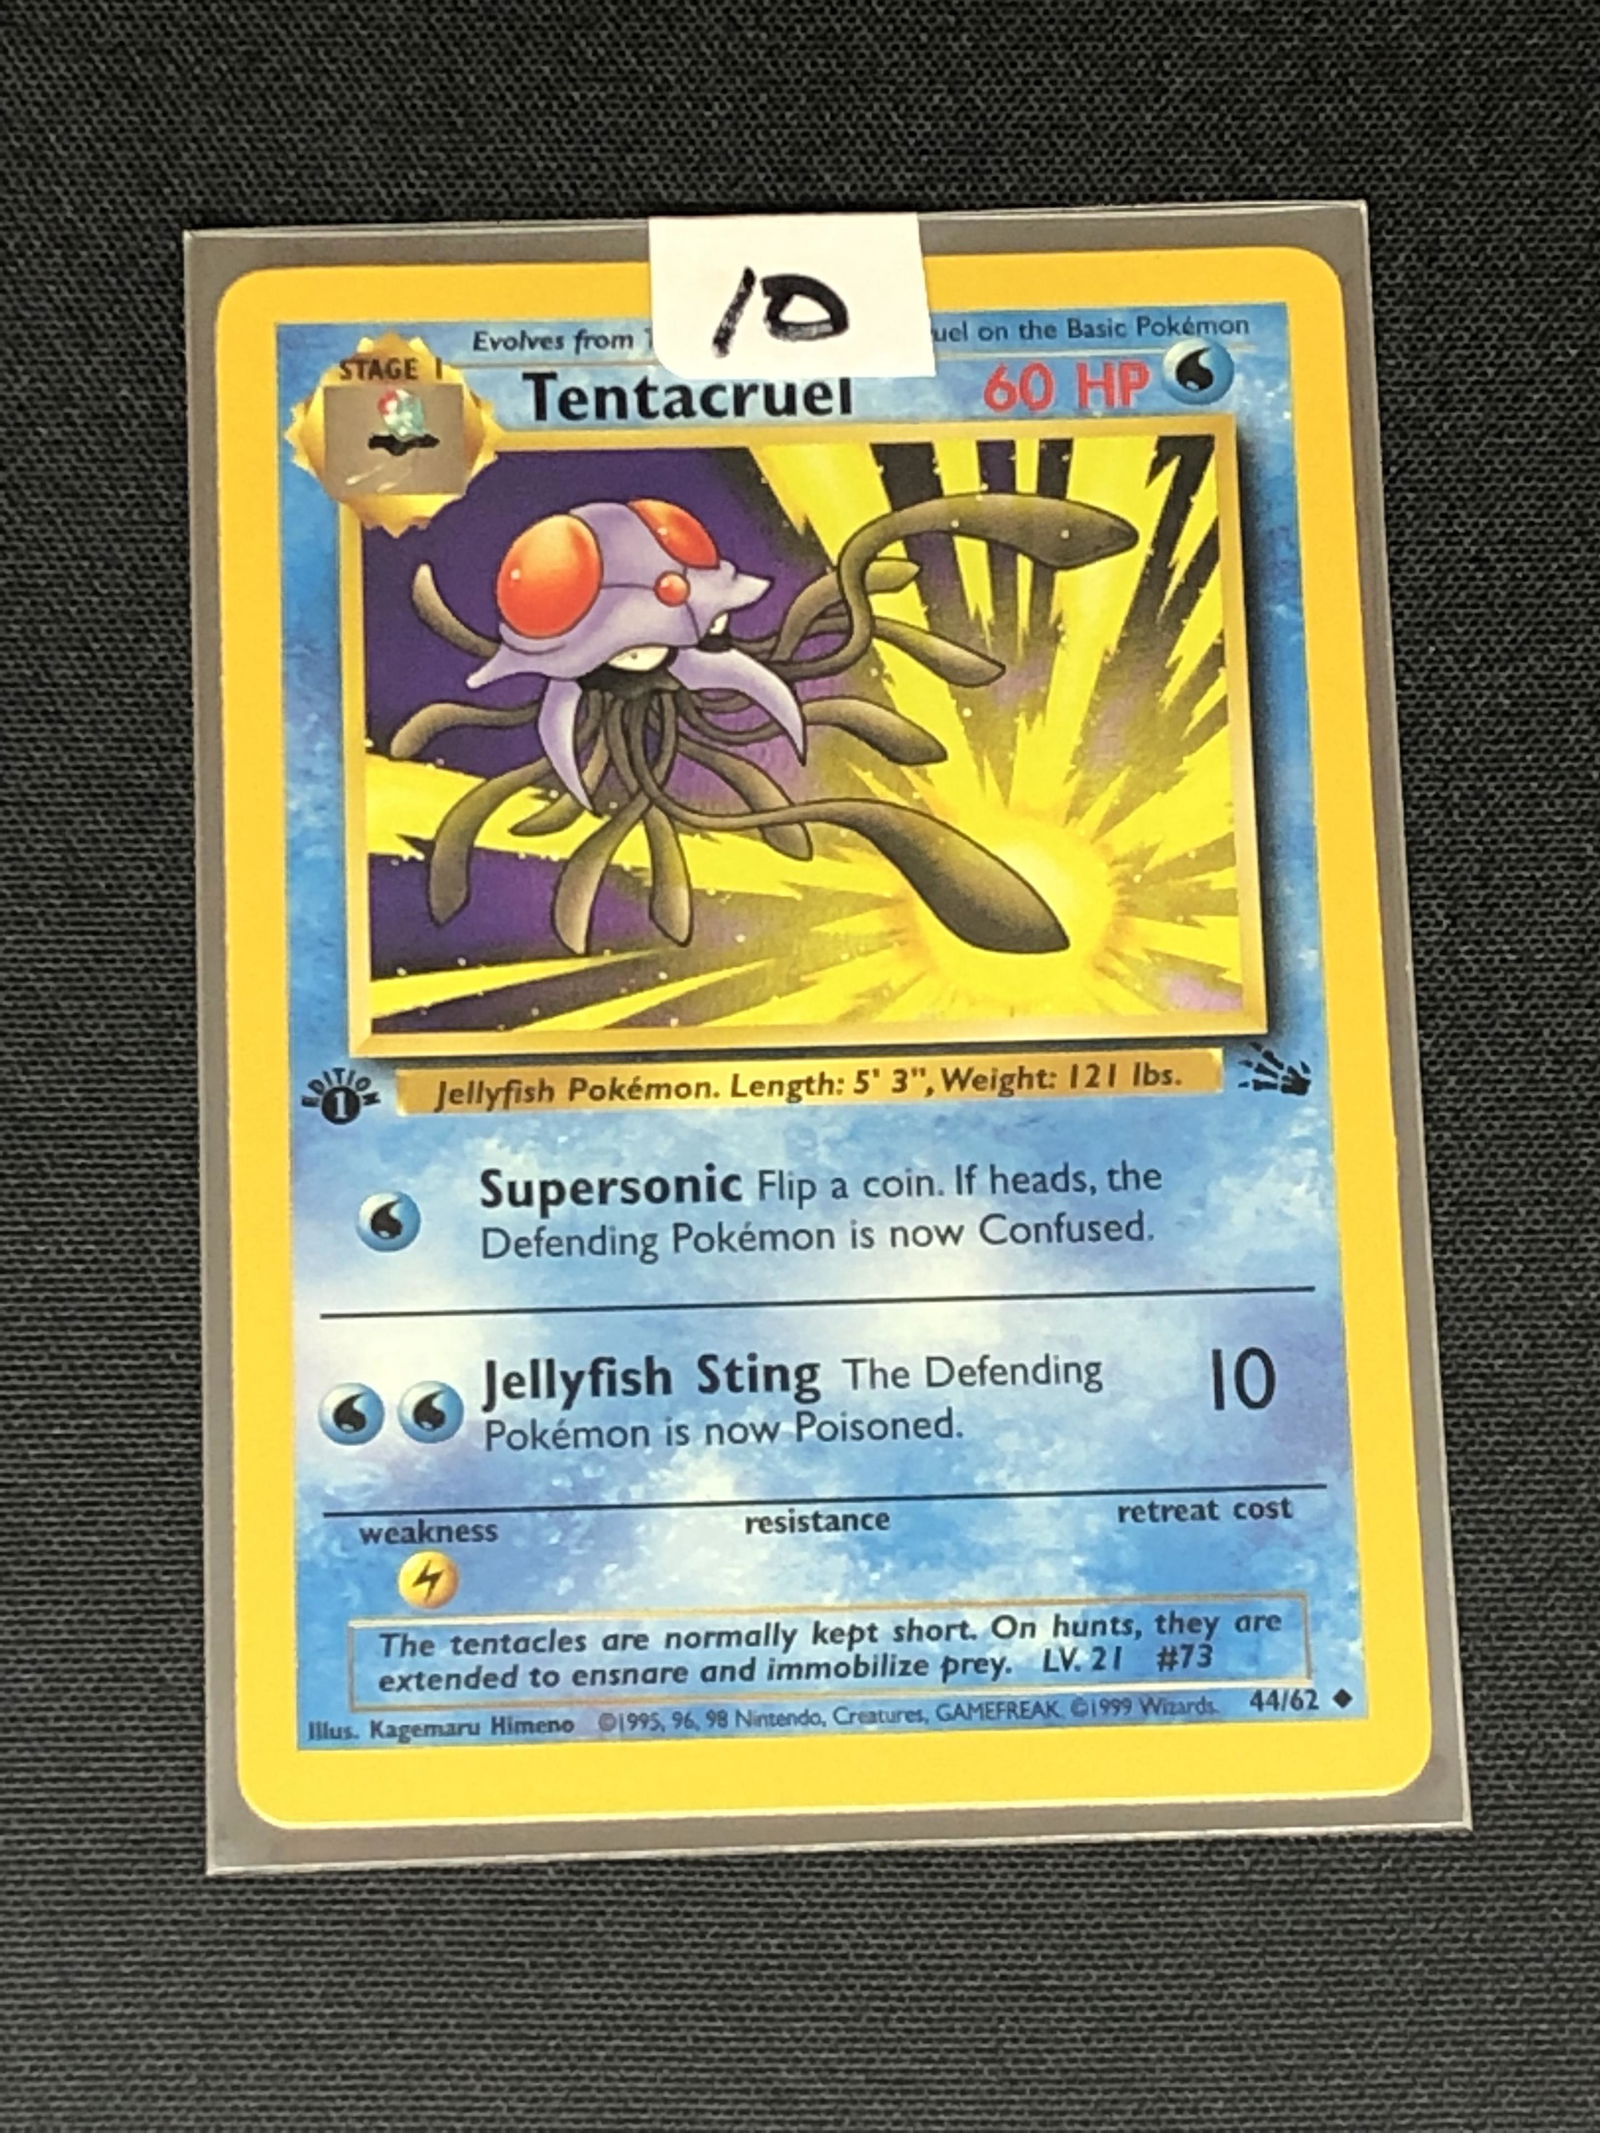 10
Evolves from
uel on the Basic Pokémon
STAGE 1
Tentacruel 60 HP
EDITION
1
Jellyfish Pokémon. Length: 5' 3", Weight: 121 lbs.
Supersonic Flip a coin. If heads, the
Defending Pokémon is now Confused.
Jellyfish Sting The Defending 10
Pokémon is now Poisoned.
weakness resistance retreat cost
The tentacles are normally kept short. On hunts, they are
extended to ensnare and immobilize prey. LV. 21 #73
Illus. Kagemaru Himeno ©1995, 96, 98 Nintendo, Creatures, GAMEFREAK. ©1999 Wizards. 44/62